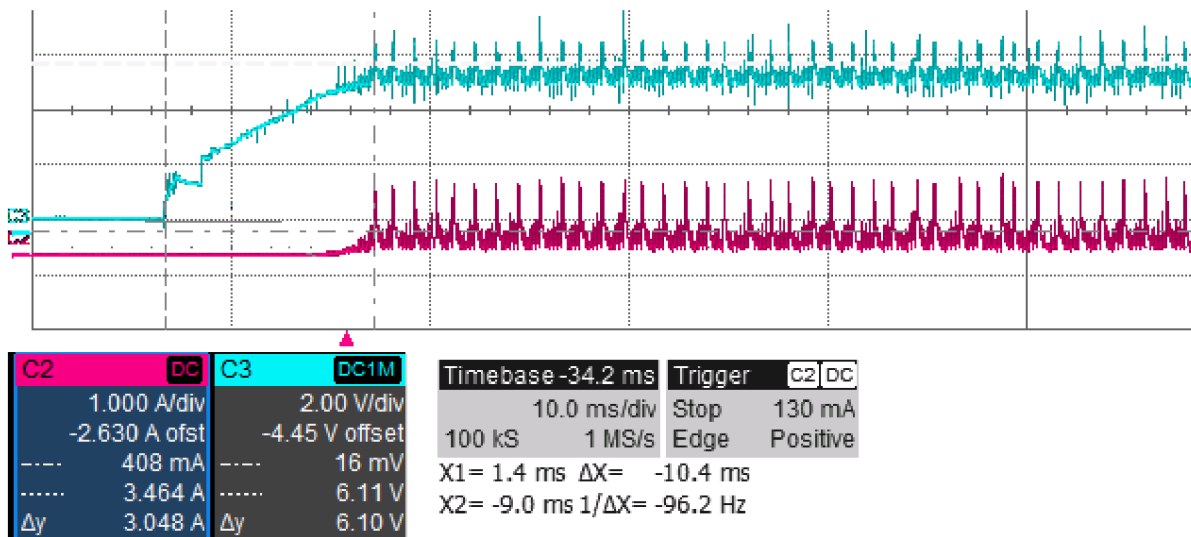 C3
C2 DC
1.000 A/div
-2.630 A ofst
408 mA
3.464 A
Δy 3.048 A
C3 DC1M
2.00 V/div
-4.45 V offset
16 mV
6.11 V
Δy 6.10 V
Timebase -34.2 ms
10.0 ms/div
100 kS 1 MS/s
Trigger C2 DC
Stop 130 mA
Edge Positive
X1= 1.4 ms ΔX= -10.4 ms
X2= -9.0 ms 1/ΔX= -96.2 Hz